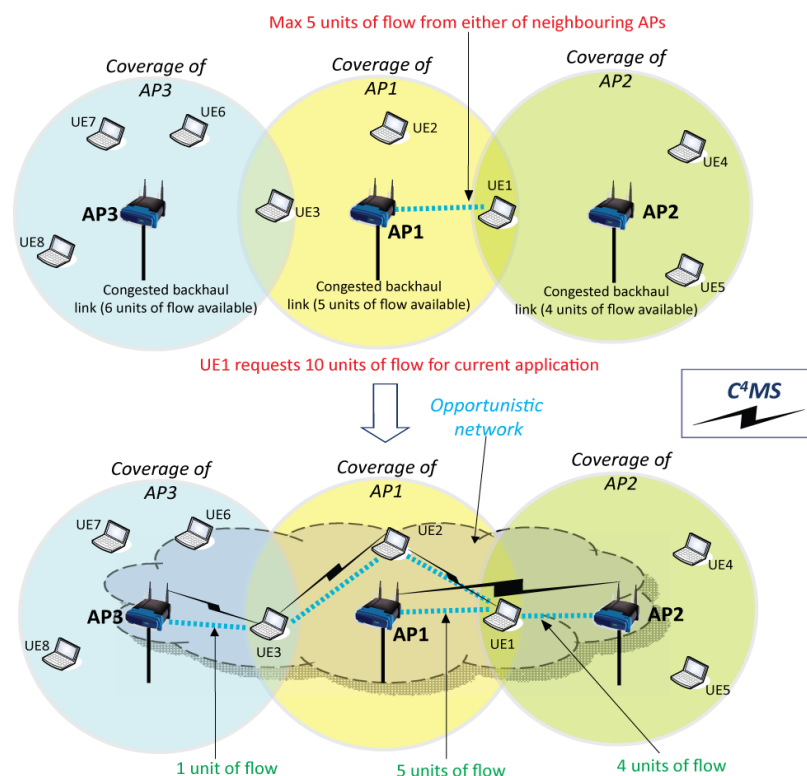 Max 5 units of flow from either of neighbouring APs
Coverage of
AP3
Coverage of
AP1
Coverage of
AP2
UE7
UE6
UE2
UE4
UE1
UE3
AP3
AP1
AP2
UE8
UE5
Congested backhaul
link (6 units of flow available)
Congested backhaul
link (5 units of flow available)
Congested backhaul
link (4 units of flow available)
UE1 requests 10 units of flow for current application
C⁴MS
Opportunistic
network
Coverage of
AP3
Coverage of
AP1
Coverage of
AP2
UE7
UE6
UE2
UE4
AP3
AP1
AP2
UE8
UE3
UE1
UE5
1 unit of flow
5 units of flow
4 units of flow